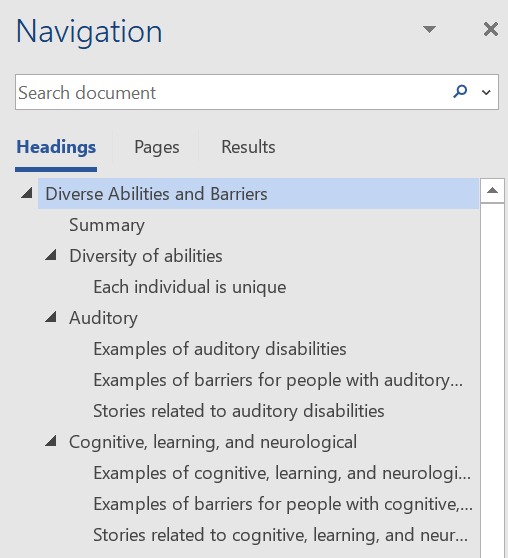 Navigation
Search document
Headings Pages Results
Diverse Abilities and Barriers
Summary
Diversity of abilities
Each individual is unique
Auditory
Examples of auditory disabilities
Examples of barriers for people with auditory...
Stories related to auditory disabilities
Cognitive, learning, and neurological
Examples of cognitive, learning, and neurologi...
Examples of barriers for people with cognitive,...
Stories related to cognitive, learning, and neur...